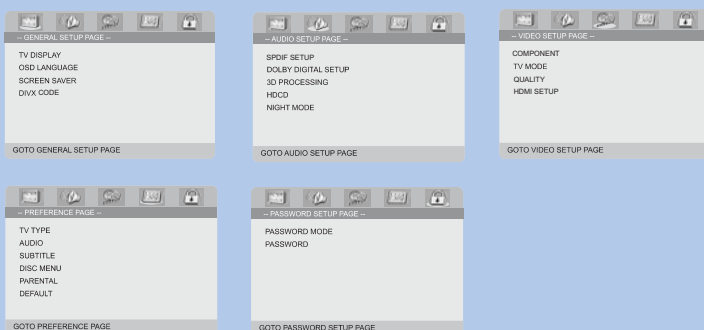 -- GENERAL SETUP PAGE --
TV DISPLAY
OSD LANGUAGE
SCREEN SAVER
DIVX CODE
GOTO GENERAL SETUP PAGE
-- AUDIO SETUP PAGE --
SPDIF SETUP
DOLBY DIGITAL SETUP
3D PROCESSING
HDCD
NIGHT MODE
GOTO AUDIO SETUP PAGE
-- VIDEO SETUP PAGE --
COMPONENT
TV MODE
QUALITY
HDMI SETUP
GOTO VIDEO SETUP PAGE
-- PREFERENCE PAGE --
TV TYPE
AUDIO
SUBTITLE
DISC MENU
PARENTAL
DEFAULT
GOTO PREFERENCE PAGE
-- PASSWORD SETUP PAGE --
PASSWORD MODE
PASSWORD
GOTO PASSWORD SETUP PAGE